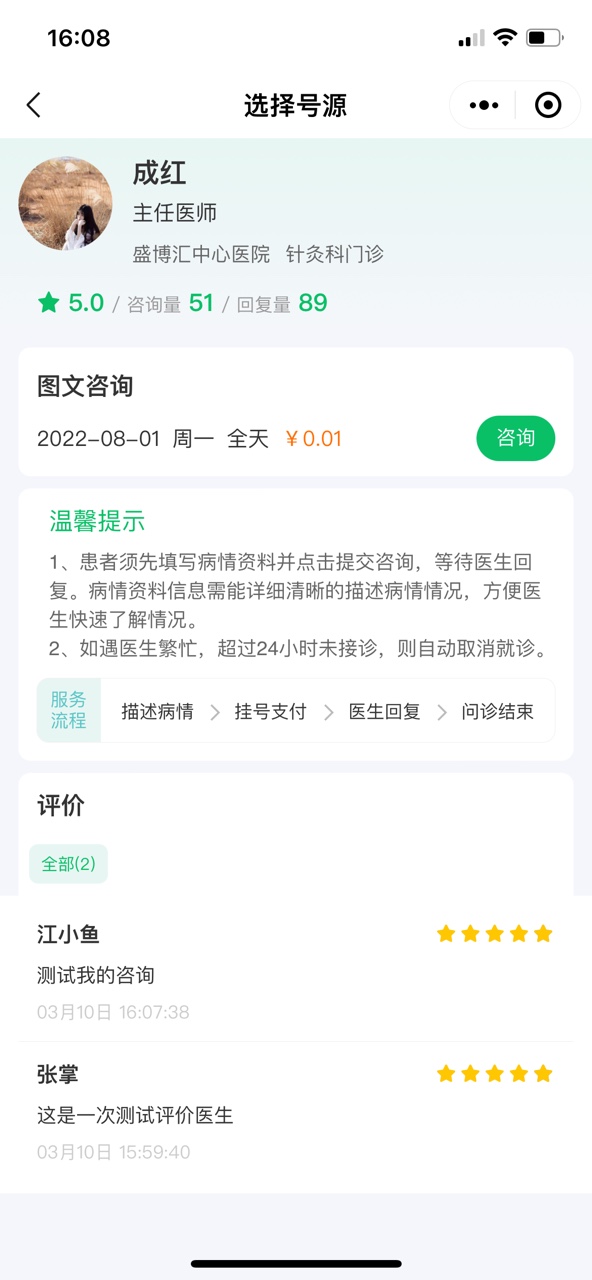 16:08
选择号源
成红
主任医师
盛博汇中心医院 针灸科门诊
5.0 / 咨询量 51 / 回复量 89
图文咨询
2022-08-01 周一 全天 ¥0.01
咨询
温馨提示
1、患者须先填写病情资料并点击提交咨询，等待医生回
复。病情资料信息需能详细清晰的描述病情情况，方便医
生快速了解情况。
2、如遇医生繁忙，超过24小时未接诊，则自动取消就诊。
服务
流程
描述病情 > 挂号支付 > 医生回复 > 问诊结束
评价
全部(2)
江小鱼
测试我的咨询
03月10日 16:07:38
张掌
这是一次测试评价医生
03月10日 15:59:40